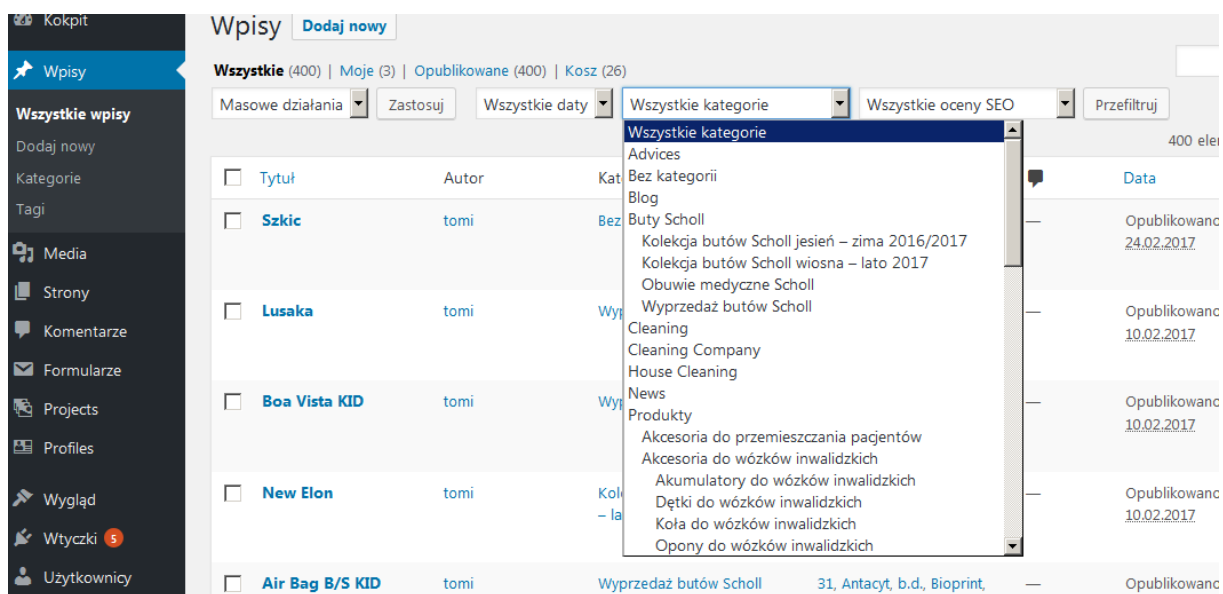 Kokpit
Wpisy
Wszystkie wpisy
Dodaj nowy
Kategorie
Tagi
Media
Strony
Komentarze
Formularze
Projects
Profiles
Wygląd
Wtyczki 5
Użytkownicy
Wpisy Dodaj nowy
Wszystkie (400) | Moje (3) | Opublikowane (400) | Kosz (26)
Masowe działania Zastosuj Wszystkie daty Wszystkie kategorie Wszystkie oceny SEO Przefiltruj
400
Wszystkie kategorie
Advices
Bez kategorii
Blog
Buty Scholl
Kolekcja butów Scholl jesień – zima 2016/2017
Kolekcja butów Scholl wiosna – lato 2017
Obuwie medyczne Scholl
Wyprzedaż butów Scholl
Cleaning
Cleaning Company
House Cleaning
News
Produkty
Akcesoria do przemieszczania pacjentów
Akcesoria do wózków inwalidzkich
Akumulatory do wózków inwalidzkich
Dętki do wózków inwalidzkich
Koła do wózków inwalidzkich
Opony do wózków inwalidzkich
Tytuł Autor Data
Szkic tomi Bez — Opublikowano
24.02.2017
Lusaka tomi — Opublikowano
10.02.2017
Boa Vista KID tomi — Opublikowano
10.02.2017
New Elon tomi — Opublikowano
– la 10.02.2017
Air Bag B/S KID tomi Wyprzedaż butów Scholl 31, Antacyt, b.d., Bioprint, — Opublikowano